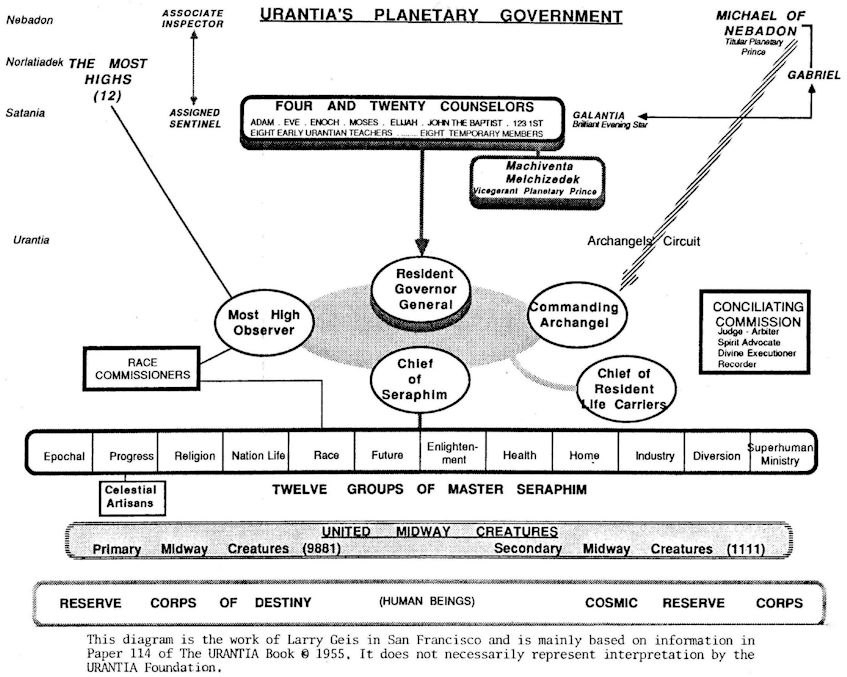 URANTIA'S PLANETARY GOVERNMENT
Nebadon
ASSOCIATE
INSPECTOR
MICHAEL OF
NEBADON
Titular Planetary
Prince
Norlatiadek
THE MOST
HIGHS
(12)
GABRIEL
Satania
ASSIGNED
SENTINEL
FOUR AND TWENTY COUNSELORS
ADAM . EVE . ENOCH . MOSES . ELIJAH . JOHN THE BAPTIST . 123 1ST
EIGHT EARLY URANTIAN TEACHERS ........ EIGHT TEMPORARY MEMBERS
GALANTIA
Brilliant Evening Star
Machiventa
Melchizedek
Vicegerant Planetary Prince
Urantia
Archangels' Circuit
Resident
Governor
General
Most High
Observer
Commanding
Archangel
CONCILIATING
COMMISSION
Judge - Arbiter
Spirit Advocate
Divine Executioner
Recorder
RACE
COMMISSIONERS
Chief
of
Seraphim
Chief of
Resident
Life Carriers
Epochal
Progress
Religion
Nation Life
Race
Future
Enlighten-
ment
Health
Home
Industry
Diversion
Superhuman
Ministry
Celestial
Artisans
TWELVE GROUPS OF MASTER SERAPHIM
UNITED MIDWAY CREATURES
Primary Midway Creatures (9881)
Secondary Midway Creatures (1111)
RESERVE CORPS OF DESTINY (HUMAN BEINGS) COSMIC RESERVE CORPS
This diagram is the work of Larry Geis in San Francisco and is mainly based on information in
Paper 114 of The URANTIA Book © 1955. It does not necessarily represent interpretation by the
URANTIA Foundation.